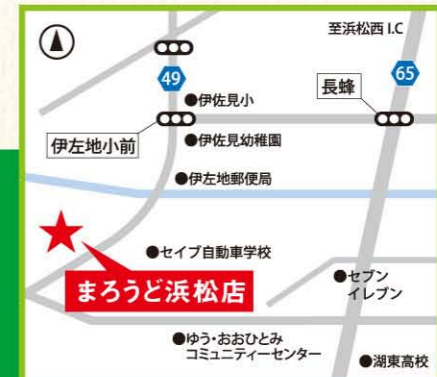 至浜松西 I.C
49
65
●伊佐見小
長蜂
伊左地小前
●伊佐見幼稚園
●伊左地郵便局
●セイブ自動車学校
まろうど浜松店
●セブン
イレブン
●ゆう・おおひとみ
コミュニティーセンター
●湖東高校